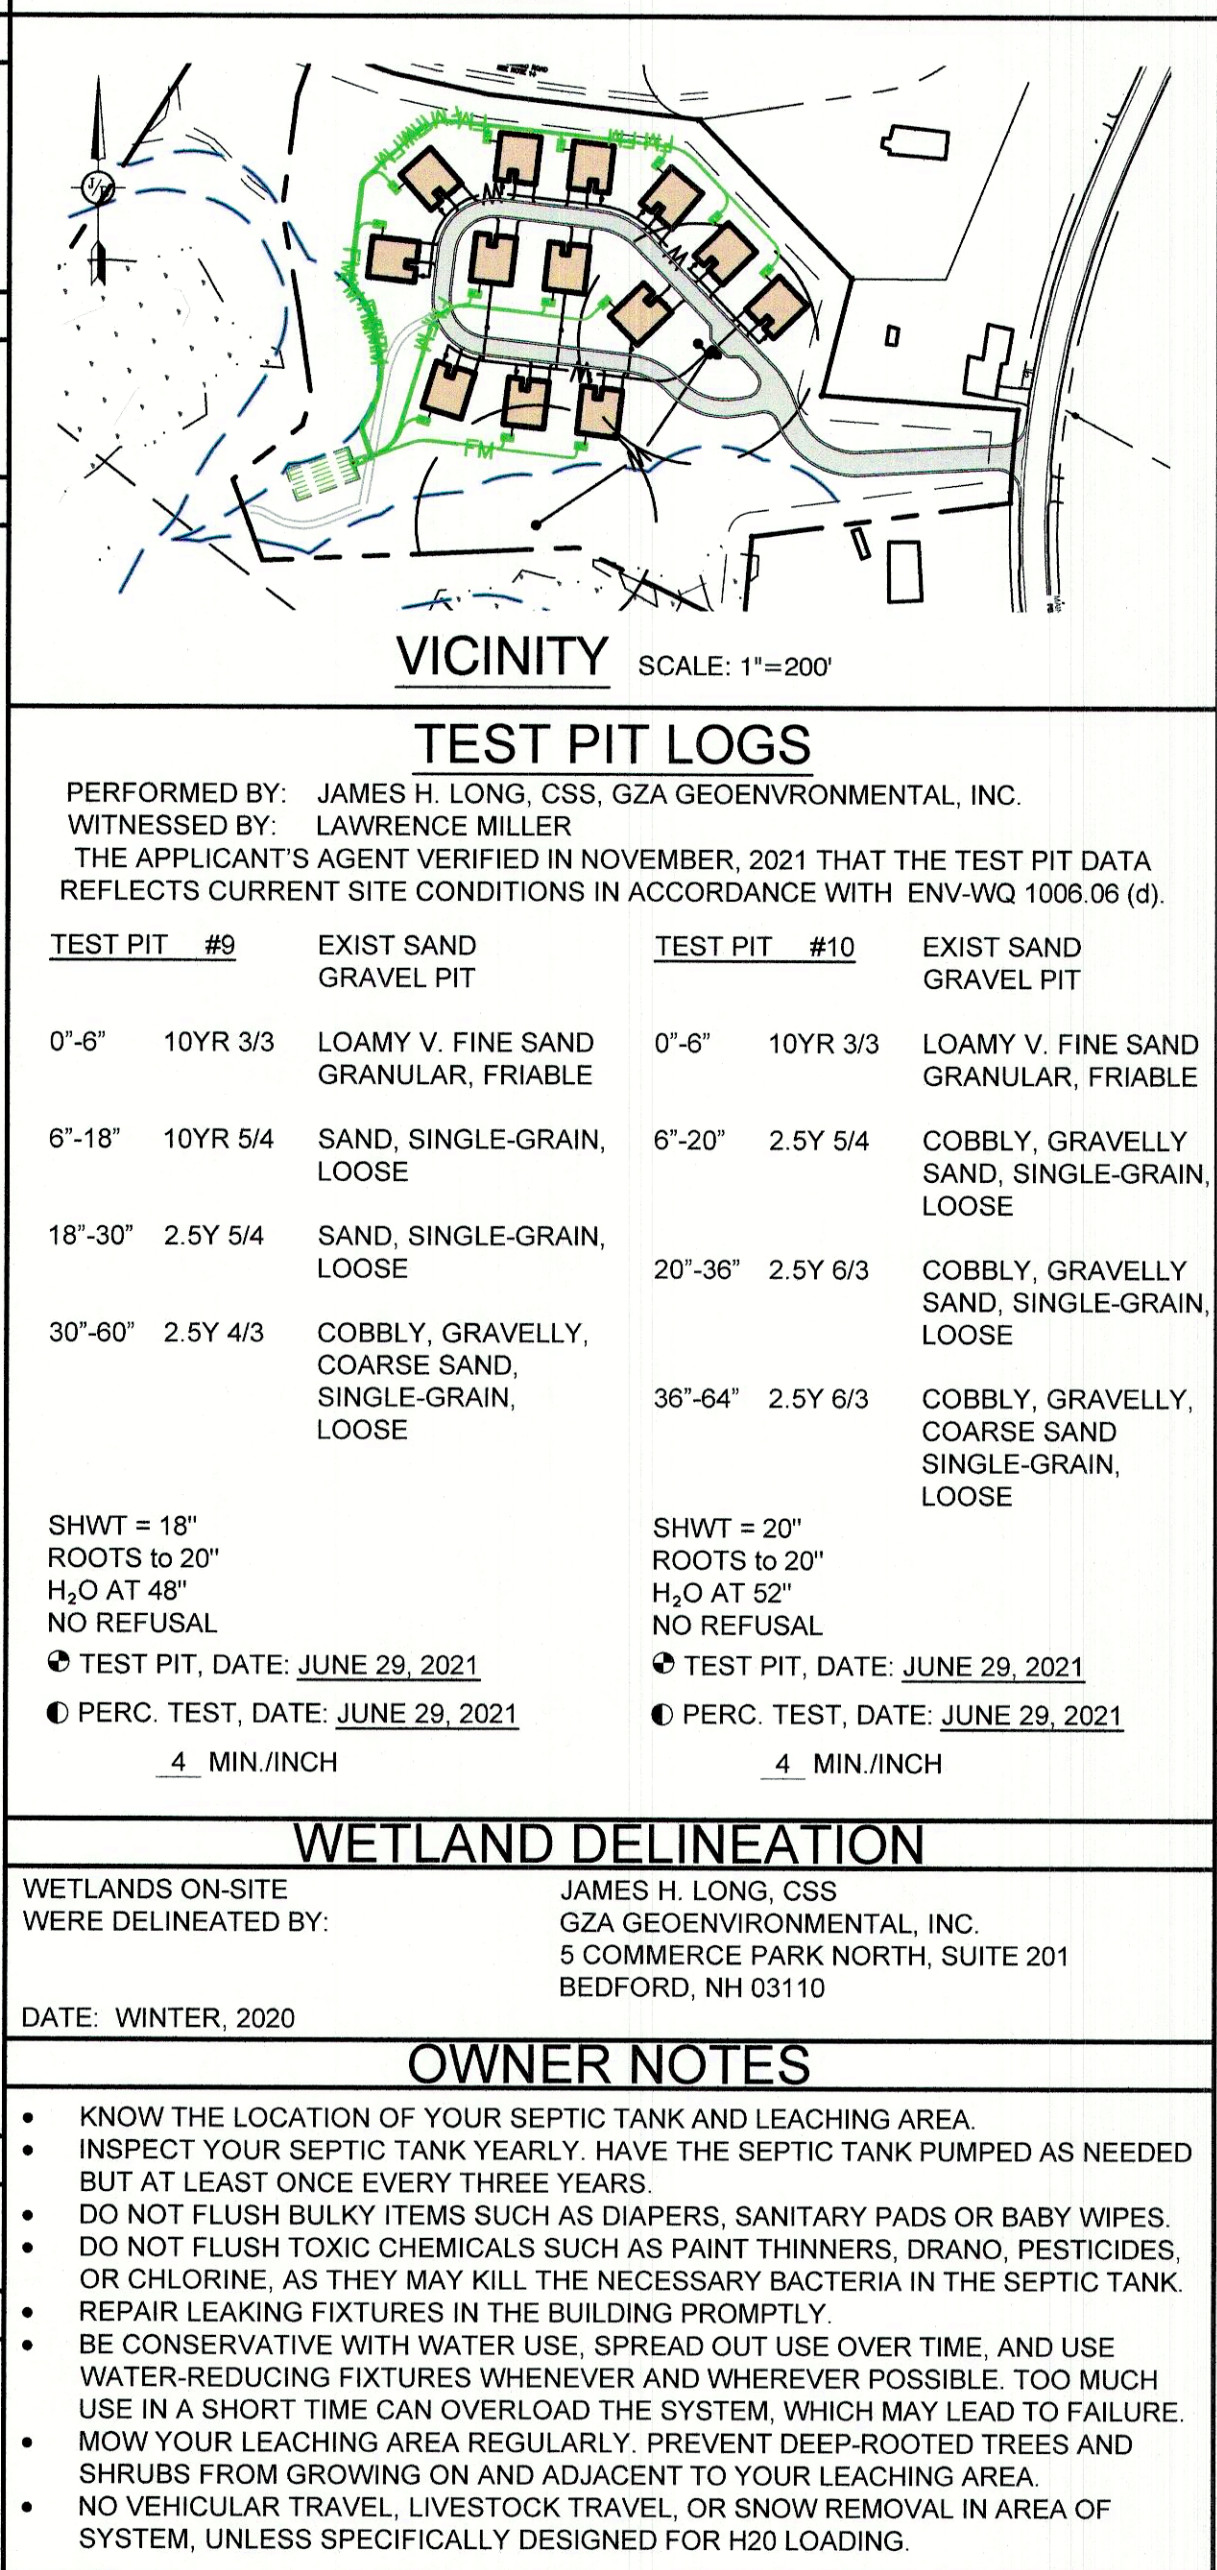 FM
VICINITY SCALE: 1"=200'
TEST PIT LOGS
PERFORMED BY: JAMES H. LONG, CSS, GZA GEOENVRONMENTAL, INC.
WITNESSED BY: LAWRENCE MILLER
THE APPLICANT'S AGENT VERIFIED IN NOVEMBER, 2021 THAT THE TEST PIT DATA
REFLECTS CURRENT SITE CONDITIONS IN ACCORDANCE WITH ENV-WQ 1006.06 (d).
TEST PIT #9 EXIST SAND
GRAVEL PIT
0"-6" 10YR 3/3 LOAMY V. FINE SAND
GRANULAR, FRIABLE
6"-18" 10YR 5/4 SAND, SINGLE-GRAIN,
LOOSE
18"-30" 2.5Y 5/4 SAND, SINGLE-GRAIN,
LOOSE
30"-60" 2.5Y 4/3 COBBLY, GRAVELLY,
COARSE SAND,
SINGLE-GRAIN,
LOOSE
SHWT = 18"
ROOTS to 20"
H₂O AT 48"
NO REFUSAL
TEST PIT, DATE: JUNE 29, 2021
PERC. TEST, DATE: JUNE 29, 2021
4 MIN./INCH
TEST PIT #10 EXIST SAND
GRAVEL PIT
0"-6" 10YR 3/3 LOAMY V. FINE SAND
GRANULAR, FRIABLE
6"-20" 2.5Y 5/4 COBBLY, GRAVELLY
SAND, SINGLE-GRAIN,
LOOSE
20"-36" 2.5Y 6/3 COBBLY, GRAVELLY
SAND, SINGLE-GRAIN,
LOOSE
36"-64" 2.5Y 6/3 COBBLY, GRAVELLY,
COARSE SAND
SINGLE-GRAIN,
LOOSE
SHWT = 20"
ROOTS to 20"
H₂O AT 52"
NO REFUSAL
TEST PIT, DATE: JUNE 29, 2021
PERC. TEST, DATE: JUNE 29, 2021
4 MIN./INCH
WETLAND DELINEATION
WETLANDS ON-SITE
WERE DELINEATED BY:
JAMES H. LONG, CSS
GZA GEOENVIRONMENTAL, INC.
5 COMMERCE PARK NORTH, SUITE 201
BEDFORD, NH 03110
DATE: WINTER, 2020
OWNER NOTES
• KNOW THE LOCATION OF YOUR SEPTIC TANK AND LEACHING AREA.
• INSPECT YOUR SEPTIC TANK YEARLY. HAVE THE SEPTIC TANK PUMPED AS NEEDED
BUT AT LEAST ONCE EVERY THREE YEARS.
• DO NOT FLUSH BULKY ITEMS SUCH AS DIAPERS, SANITARY PADS OR BABY WIPES.
• DO NOT FLUSH TOXIC CHEMICALS SUCH AS PAINT THINNERS, DRANO, PESTICIDES,
OR CHLORINE, AS THEY MAY KILL THE NECESSARY BACTERIA IN THE SEPTIC TANK.
• REPAIR LEAKING FIXTURES IN THE BUILDING PROMPTLY.
• BE CONSERVATIVE WITH WATER USE, SPREAD OUT USE OVER TIME, AND USE
WATER-REDUCING FIXTURES WHENEVER AND WHEREVER POSSIBLE. TOO MUCH
USE IN A SHORT TIME CAN OVERLOAD THE SYSTEM, WHICH MAY LEAD TO FAILURE.
• MOW YOUR LEACHING AREA REGULARLY. PREVENT DEEP-ROOTED TREES AND
SHRUBS FROM GROWING ON AND ADJACENT TO YOUR LEACHING AREA.
• NO VEHICULAR TRAVEL, LIVESTOCK TRAVEL, OR SNOW REMOVAL IN AREA OF
SYSTEM, UNLESS SPECIFICALLY DESIGNED FOR H20 LOADING.